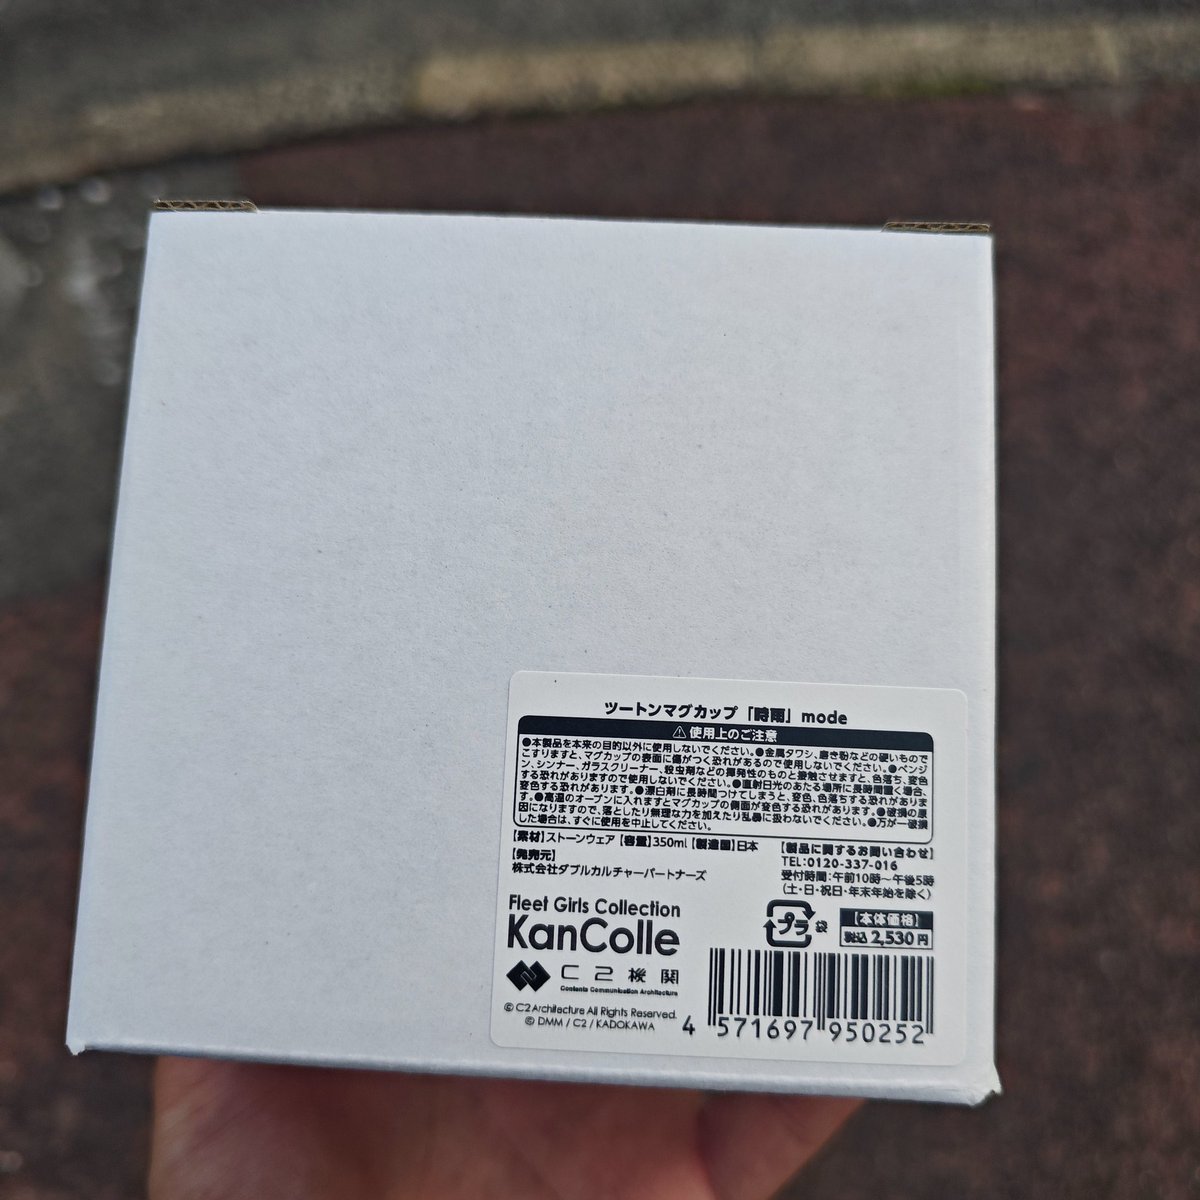 ツートンマグカップ「時雨」mode
⚠使用上のご注意
●本製品を本来の目的以外に使用しないでください。●金属タワシ、磨き粉などの硬いもので
こすりますと、マグカップの表面に傷がつく恐れがあるので使用しないでください。●ベンジ
ン、シンナー、ガラスクリーナー、殺虫剤などの揮発性のものと接触させますと、色落ち、変色
する恐れがありますので使用しないでください。●直射日光のあたる場所に長時間置く場合、
変色する恐れがあります。●漂白剤に長時間つけてしまうと、変色、色落ちする恐れがありま
す。●高温のオーブンに入れますとマグカップの側面が変色する恐れがあります。●破損の原
因になりますので、落としたり無理な力を加えたり乱暴に扱わないでください。●万が一破損
した場合は、すぐに使用を中止してください。
【素材】ストーンウェア【容量】350ml【製造国】日本
【発売元】
株式会社ダブルカルチャーパートナーズ
【製品に関するお問い合わせ】
TEL:0120-337-016
受付時間:午前10時〜午後5時
(土・日・祝日・年末年始を除く)
Fleet Girls Collection
KanColle
C2機関
Contents Communication Architecture
© C2 Architecture All Rights Reserved.
© DMM / C2 / KADOKAWA
プラ 袋
【本体価格】
税込 2,530円
4 571697 950252